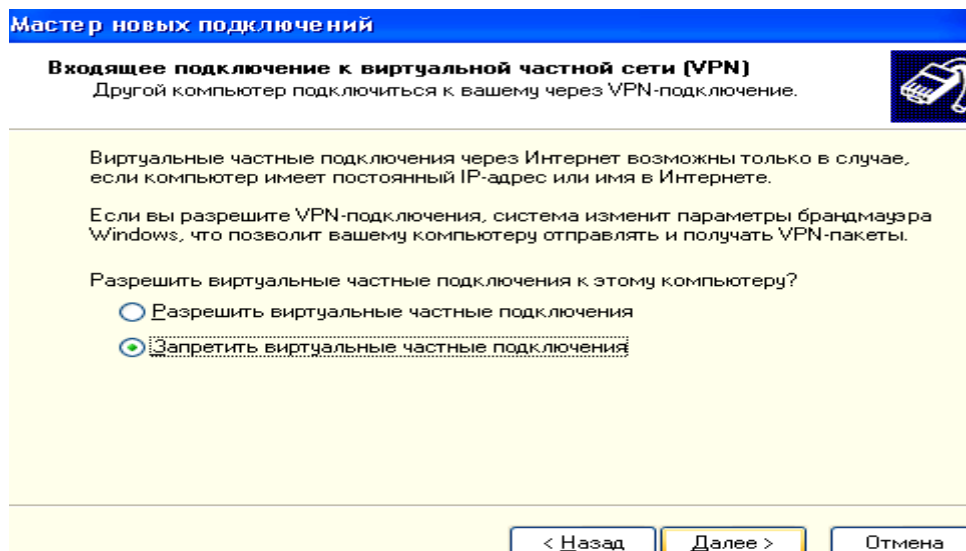 Мастер новых подключений
Входящее подключение к виртуальной частной сети (VPN)
Другой компьютер подключиться к вашему через VPN-подключение.
Виртуальные частные подключения через Интернет возможны только в случае,
если компьютер имеет постоянный IP-адрес или имя в Интернете.
Если вы разрешите VPN-подключения, система изменит параметры брандмауэра
Windows, что позволит вашему компьютеру отправлять и получать VPN-пакеты.
Разрешить виртуальные частные подключения к этому компьютеру?
Разрешить виртуальные частные подключения
Запретить виртуальные частные подключения
< Назад Далее > Отмена